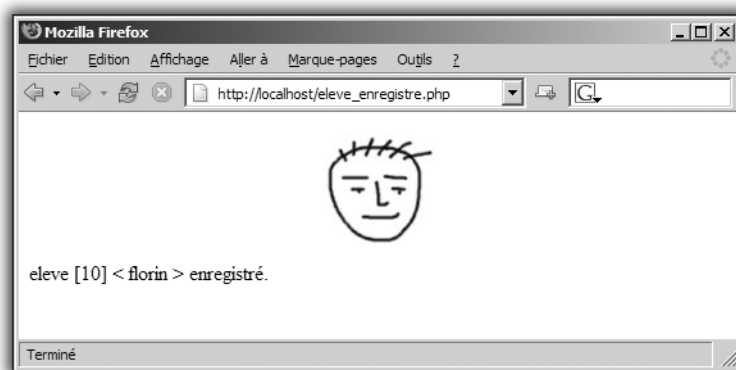 Mozilla Firefox
Fichier Edition Affichage Aller à Marque-pages Outils ?
http://localhost/eleve_enregistre.php G
eleve [10] < florin > enregistré.
Terminé